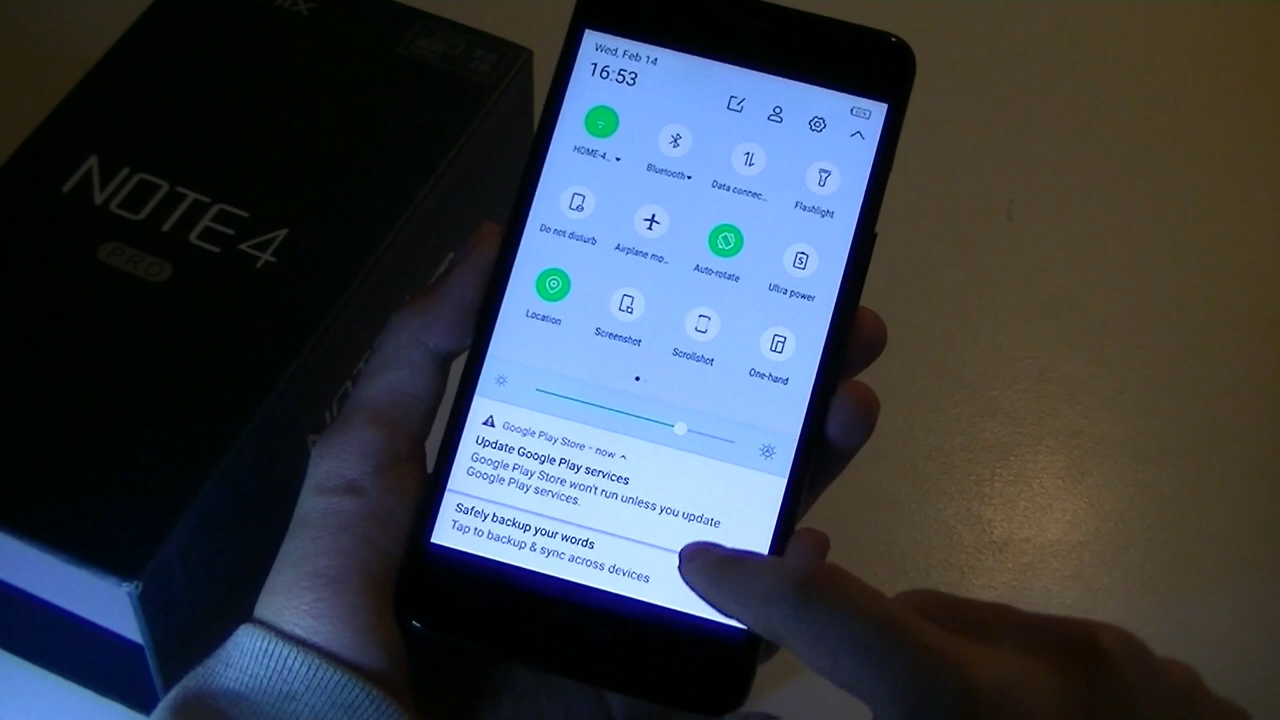 NOTE 4
PRO
Wed, Feb 14
16:53
HOME-4...
Bluetooth
Data connec...
Flashlight
Do not disturb
Airplane mo...
Auto-rotate
Ultra power
Location
Screenshot
Scrollshot
One-hand
Google Play Store • now
Update Google Play services
Google Play Store won't run unless you update
Google Play services.
Safely backup your words
Tap to backup & sync across devices